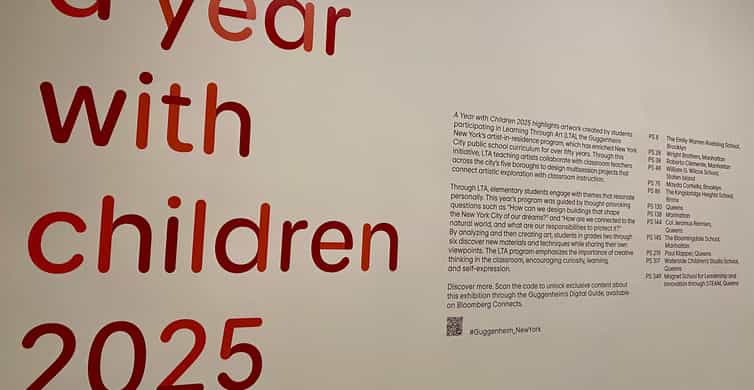 a year
with
children
2025
A Year with Children 2025 highlights artwork created by students
participating in Learning Through Art (LTA), the Guggenheim
New York's artist-in-residence program, which has enriched New York
City public school curriculum for over fifty years. Through this
initiative, LTA teaching artists collaborate with classroom teachers
across the city's five boroughs to design multisession projects that
connect artistic exploration with classroom instruction.
Through LTA, elementary students engage with themes that resonate
personally. This year's program was guided by thought-provoking
questions such as "How can we design buildings that shape
the New York City of our dreams?" and "How are we connected to the
natural world, and what are our responsibilities to protect it?"
By analyzing and then creating art, students in grades two through
six discover new materials and techniques while sharing their own
viewpoints. The LTA program emphasizes the importance of creative
thinking in the classroom, encouraging curiosity, learning,
and self-expression.
Discover more. Scan the code to unlock exclusive content about
this exhibition through the Guggenheim's Digital Guide, available
on Bloomberg Connects.
#Guggenheim_NewYork
PS 8 The Emily Warren Roebling School,
Brooklyn
PS 28 Wright Brothers, Manhattan
PS 38 Roberto Clemente, Manhattan
PS William G. Wilcox School,
Staten Island
PS 75 Mayda Cortiella, Brooklyn
PS 86 The Kingsbridge Heights School,
Bronx
PS 130 Queens
PS 138 Manhattan
PS 144 Col Jeromus Remsen,
Queens
PS 145 The Bloomingdale School,
Manhattan
PS 219 Paul Klapper, Queens
PS 317 Waterside Children's Studio School,
Queens
PS 349 Magnet School for Leadership and
Innovation through STEAM, Queens